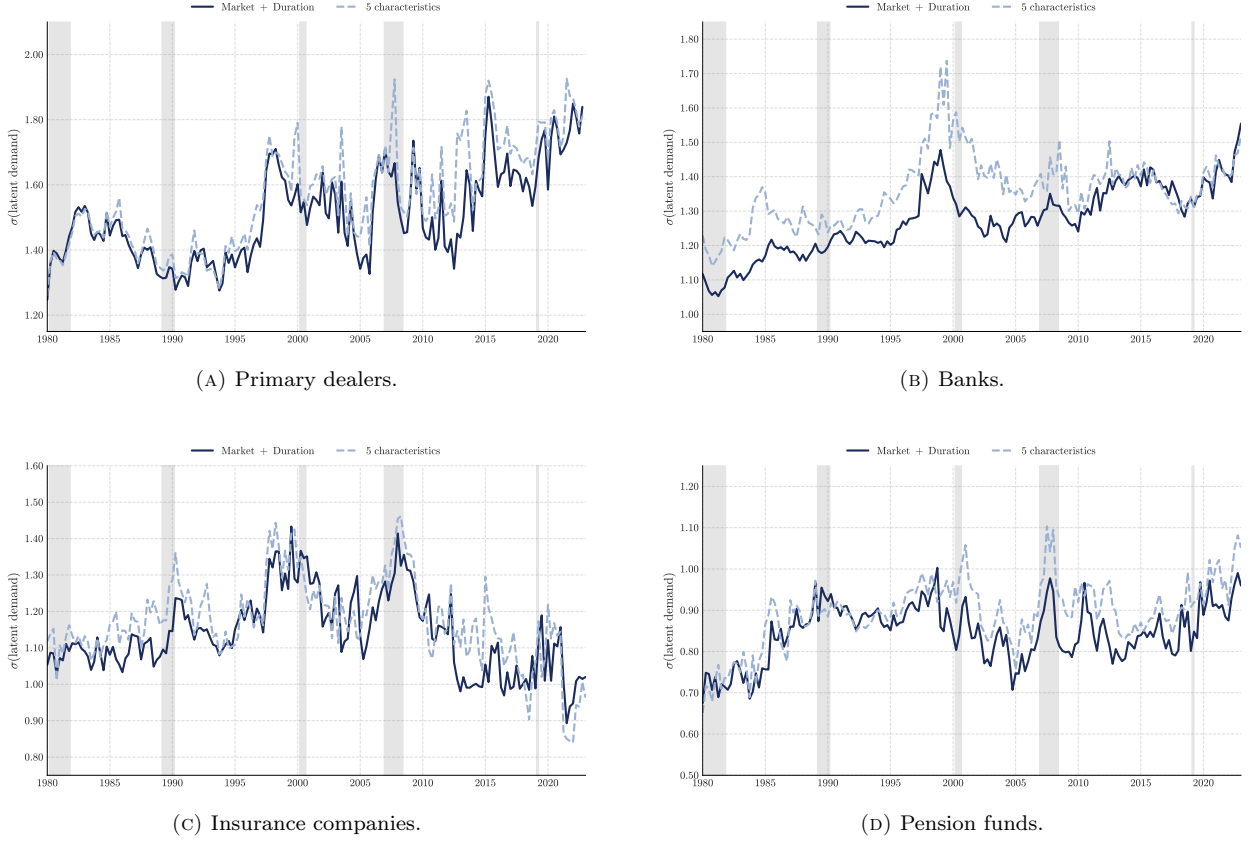 Market + Duration 5 characteristics
σ(latent demand)
2.00
1.80
1.60
1.40
1.20
1980 1985 1990 1995 2000 2005 2010 2015 2020
(A) Primary dealers.
Market + Duration 5 characteristics
σ(latent demand)
1.80
1.70
1.60
1.50
1.40
1.30
1.20
1.10
1.00
1980 1985 1990 1995 2000 2005 2010 2015 2020
(B) Banks.
Market + Duration 5 characteristics
σ(latent demand)
1.60
1.50
1.40
1.30
1.20
1.10
1.00
0.90
0.80
1980 1985 1990 1995 2000 2005 2010 2015 2020
(C) Insurance companies.
Market + Duration 5 characteristics
σ(latent demand)
1.20
1.10
1.00
0.90
0.80
0.70
0.60
0.50
1980 1985 1990 1995 2000 2005 2010 2015 2020
(D) Pension funds.